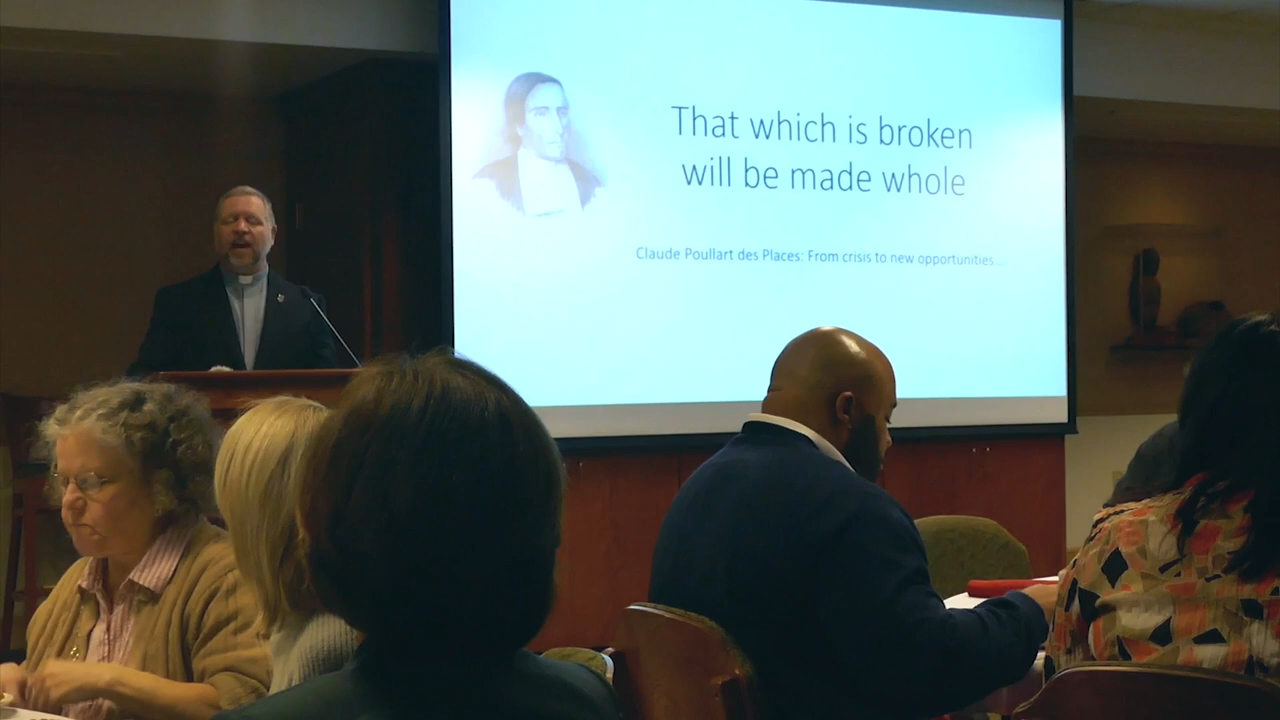 That which is broken
will be made whole
Claude Poullart des Places: From crisis to new opportunities...